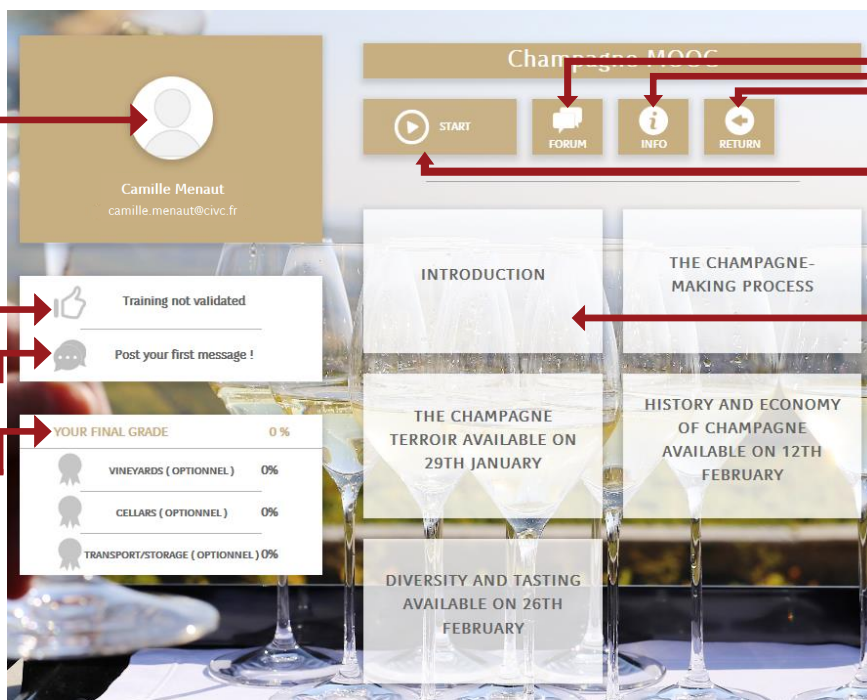 Champagne MOOC
START
FORUM
INFO
RETURN
Camille Menaut
camille.menaut@civc.fr
Training not validated
Post your first message !
YOUR FINAL GRADE 0 %
VINEYARDS ( OPTIONNEL ) 0%
CELLARS ( OPTIONNEL ) 0%
TRANSPORT/STORAGE ( OPTIONNEL ) 0%
INTRODUCTION
THE CHAMPAGNE-
MAKING PROCESS
THE CHAMPAGNE
TERROIR AVAILABLE ON
29TH JANUARY
HISTORY AND ECONOMY
OF CHAMPAGNE
AVAILABLE ON 12TH
FEBRUARY
DIVERSITY AND TASTING
AVAILABLE ON 26TH
FEBRUARY